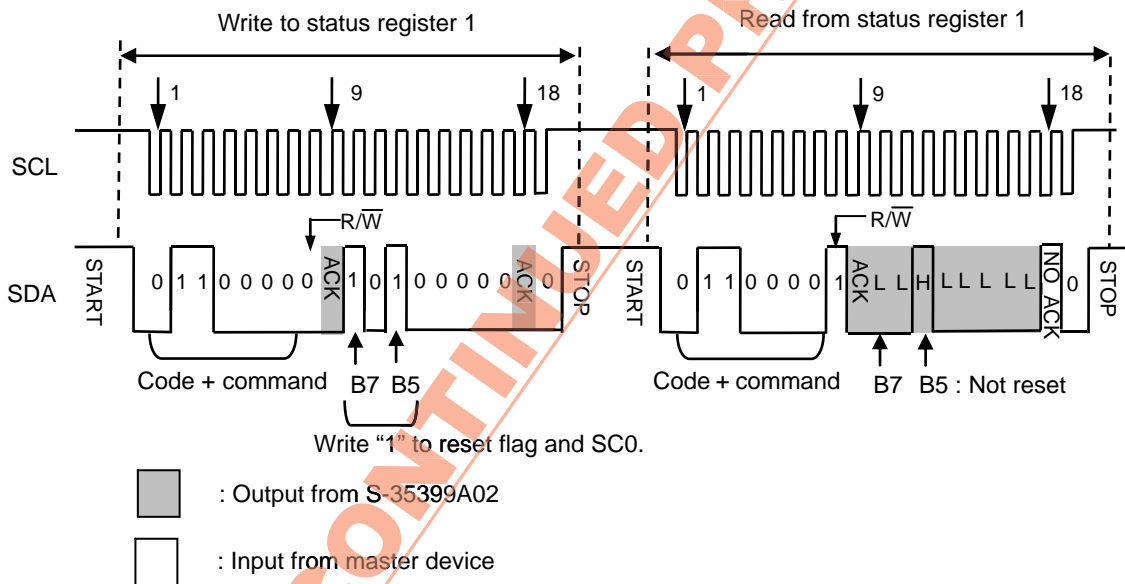 Write to status register 1
Read from status register 1
1 9 18
1 9 18
SCL
R/W̅
R/W̅
SDA
START 0 1 1 0 0 0 0 0 ACK 1 0 1 0 0 0 0 0 ACK 0 STOP
START 0 1 1 0 0 0 0 1 ACK L L H L L L L L NO ACK 0 STOP
Code + command
B7 B5
Code + command
B7 B5 : Not reset
Write “1” to reset flag and SC0.
: Output from S-35399A02
: Input from master device
CONTINUED P